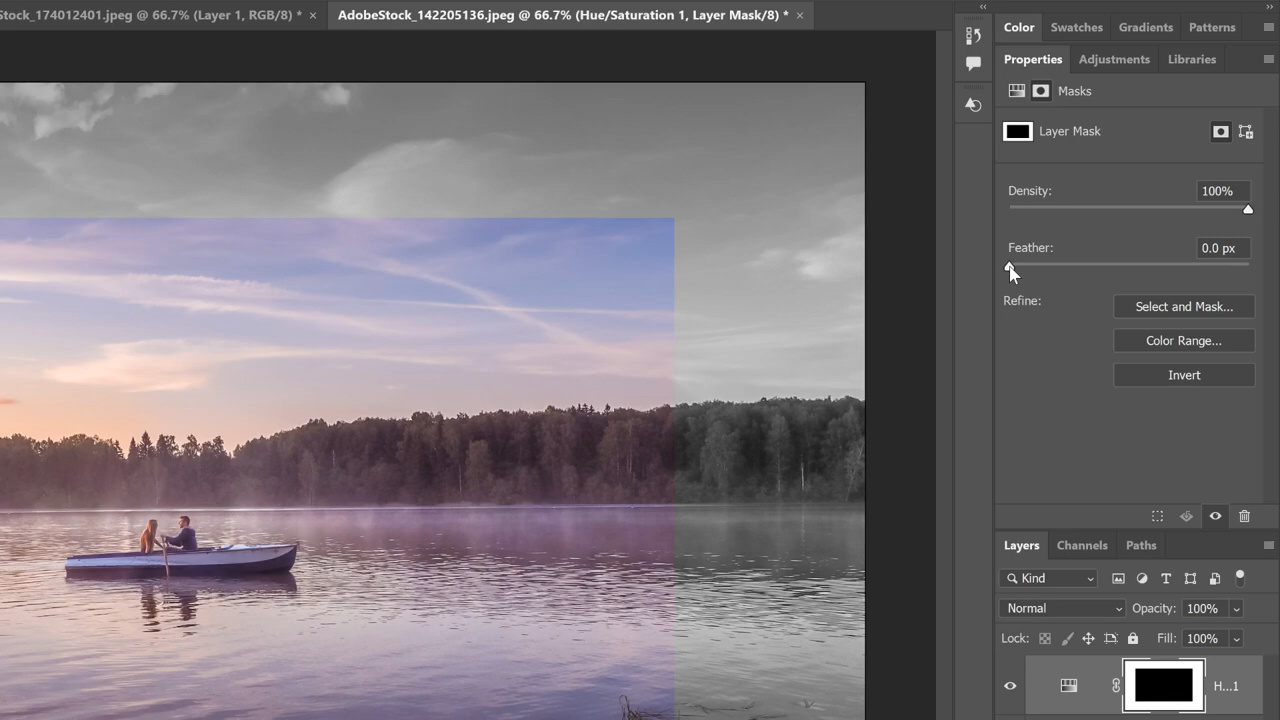 Stock_174012401.jpeg @ 66.7% (Layer 1, RGB/8) * ×
AdobeStock_142205136.jpeg @ 66.7% (Hue/Saturation 1, Layer Mask/8) * ×
Color Swatches Gradients Patterns
Properties Adjustments Libraries
Masks
Layer Mask
Density: 100%
Feather: 0.0 px
Refine: Select and Mask...
Color Range...
Invert
Layers Channels Paths
Kind
Normal Opacity: 100%
Lock: Fill: 100%
H...1